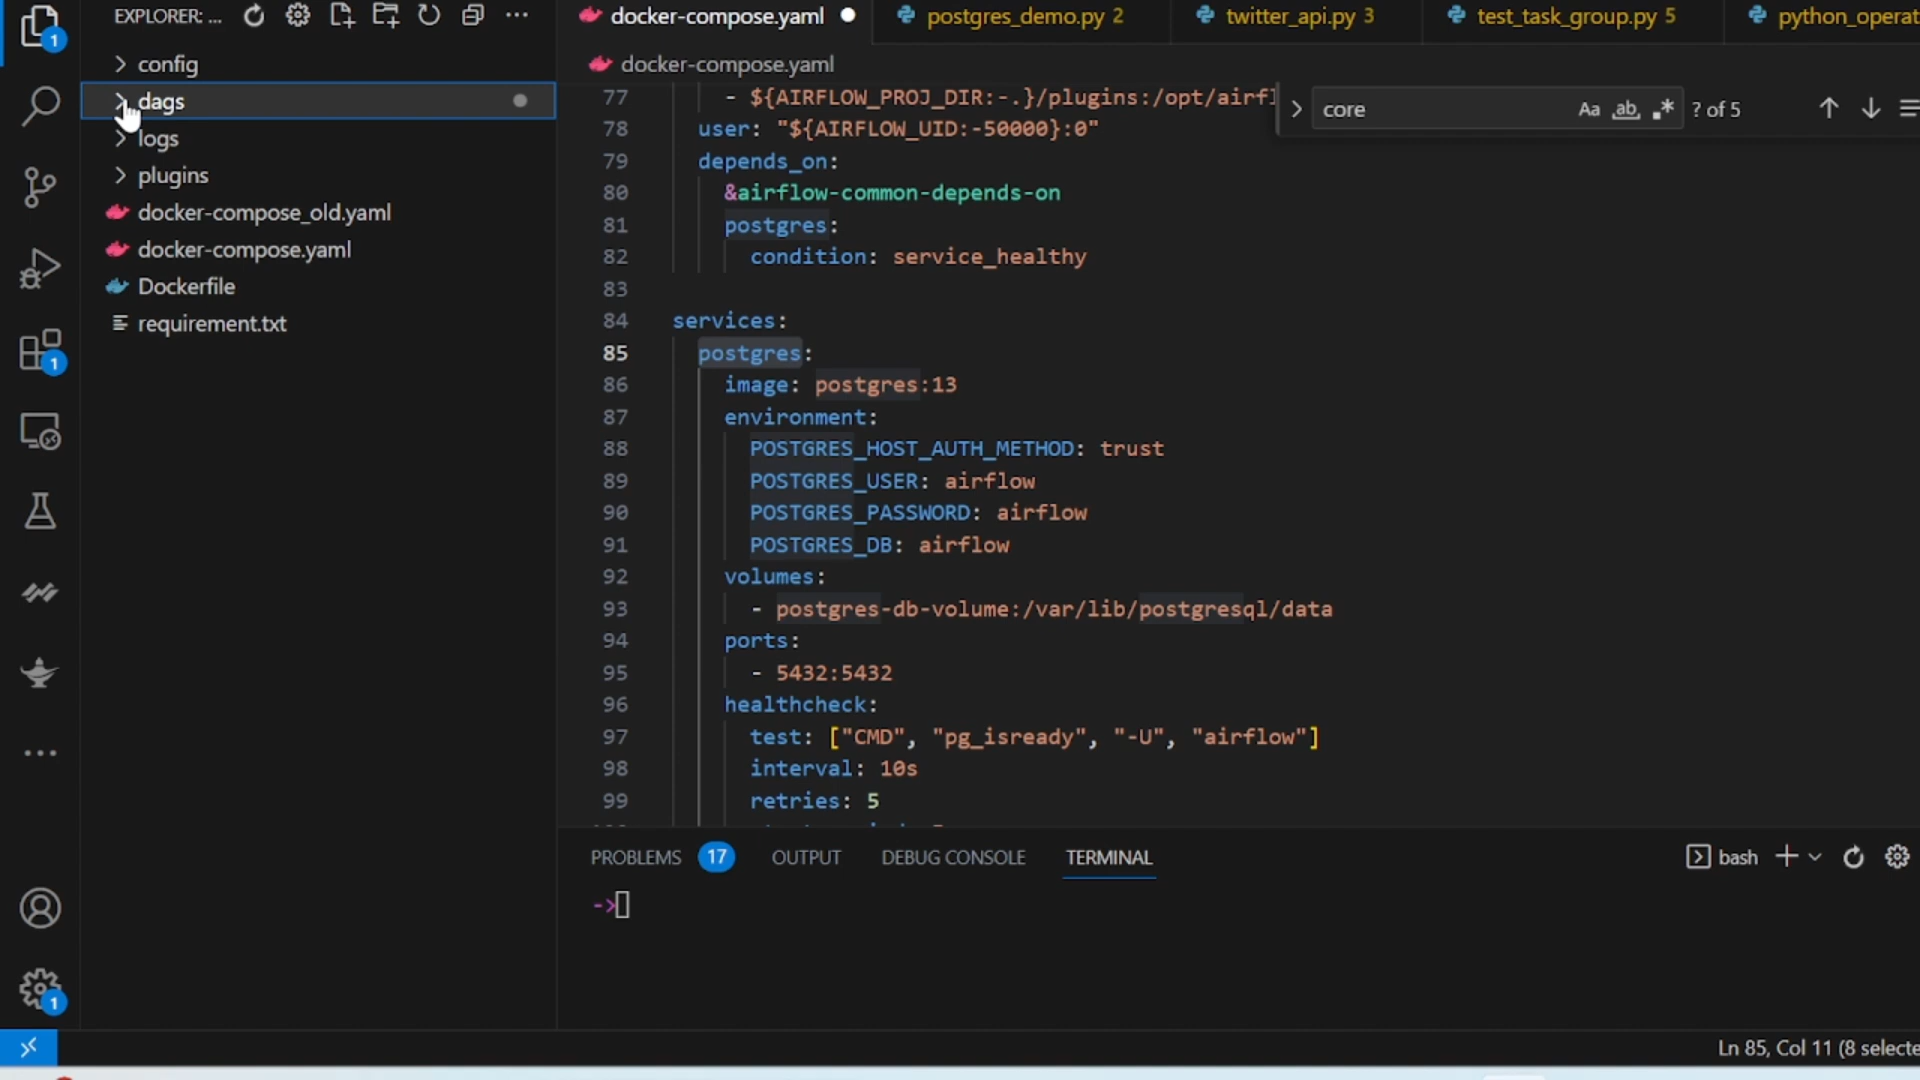 EXPLORER: ...
1
config
dags
logs
plugins
docker-compose_old.yaml
docker-compose.yaml
Dockerfile
requirement.txt
1
1
docker-compose.yaml
postgres_demo.py 2
twitter_api.py 3
test_task_group.py 5
python_operat
docker-compose.yaml
core
Aa ab .* ? of 5
77 - ${AIRFLOW_PROJ_DIR:-.}/plugins:/opt/airfl
78 user: "${AIRFLOW_UID:-50000}:0"
79 depends_on:
80 &airflow-common-depends-on
81 postgres:
82 condition: service_healthy
83
84 services:
85 postgres:
86 image: postgres:13
87 environment:
88 POSTGRES_HOST_AUTH_METHOD: trust
89 POSTGRES_USER: airflow
90 POSTGRES_PASSWORD: airflow
91 POSTGRES_DB: airflow
92 volumes:
93 - postgres-db-volume:/var/lib/postgresql/data
94 ports:
95 - 5432:5432
96 healthcheck:
97 test: ["CMD", "pg_isready", "-U", "airflow"]
98 interval: 10s
99 retries: 5
PROBLEMS 17 OUTPUT DEBUG CONSOLE TERMINAL
bash
->
Ln 85, Col 11 (8 selecte